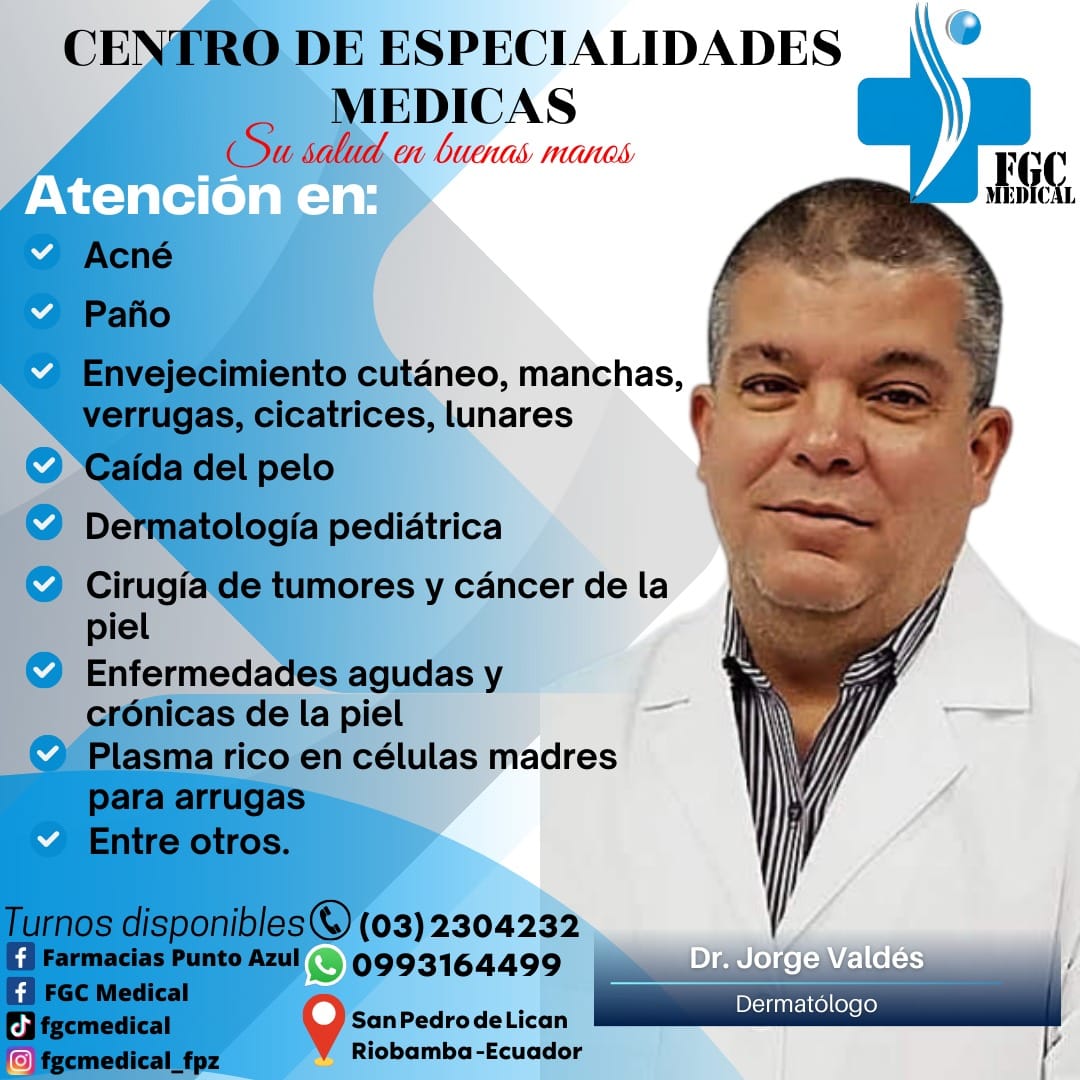 CENTRO DE ESPECIALIDADES
MEDICAS
Su salud en buenas manos
FGC
MEDICAL
Atención en:
Acné
Paño
Envejecimiento cutáneo, manchas,
verrugas, cicatrices, lunares
Caída del pelo
Dermatología pediátrica
Cirugía de tumores y cáncer de la
piel
Enfermedades agudas y
crónicas de la piel
Plasma rico en células madres
para arrugas
Entre otros.
Turnos disponibles (03) 2304232
Farmacias Punto Azul 0993164499
FGC Medical
fgcmedical
fgcmedical_fpz
San Pedro de Lican
Riobamba - Ecuador
Dr. Jorge Valdés
Dermatólogo